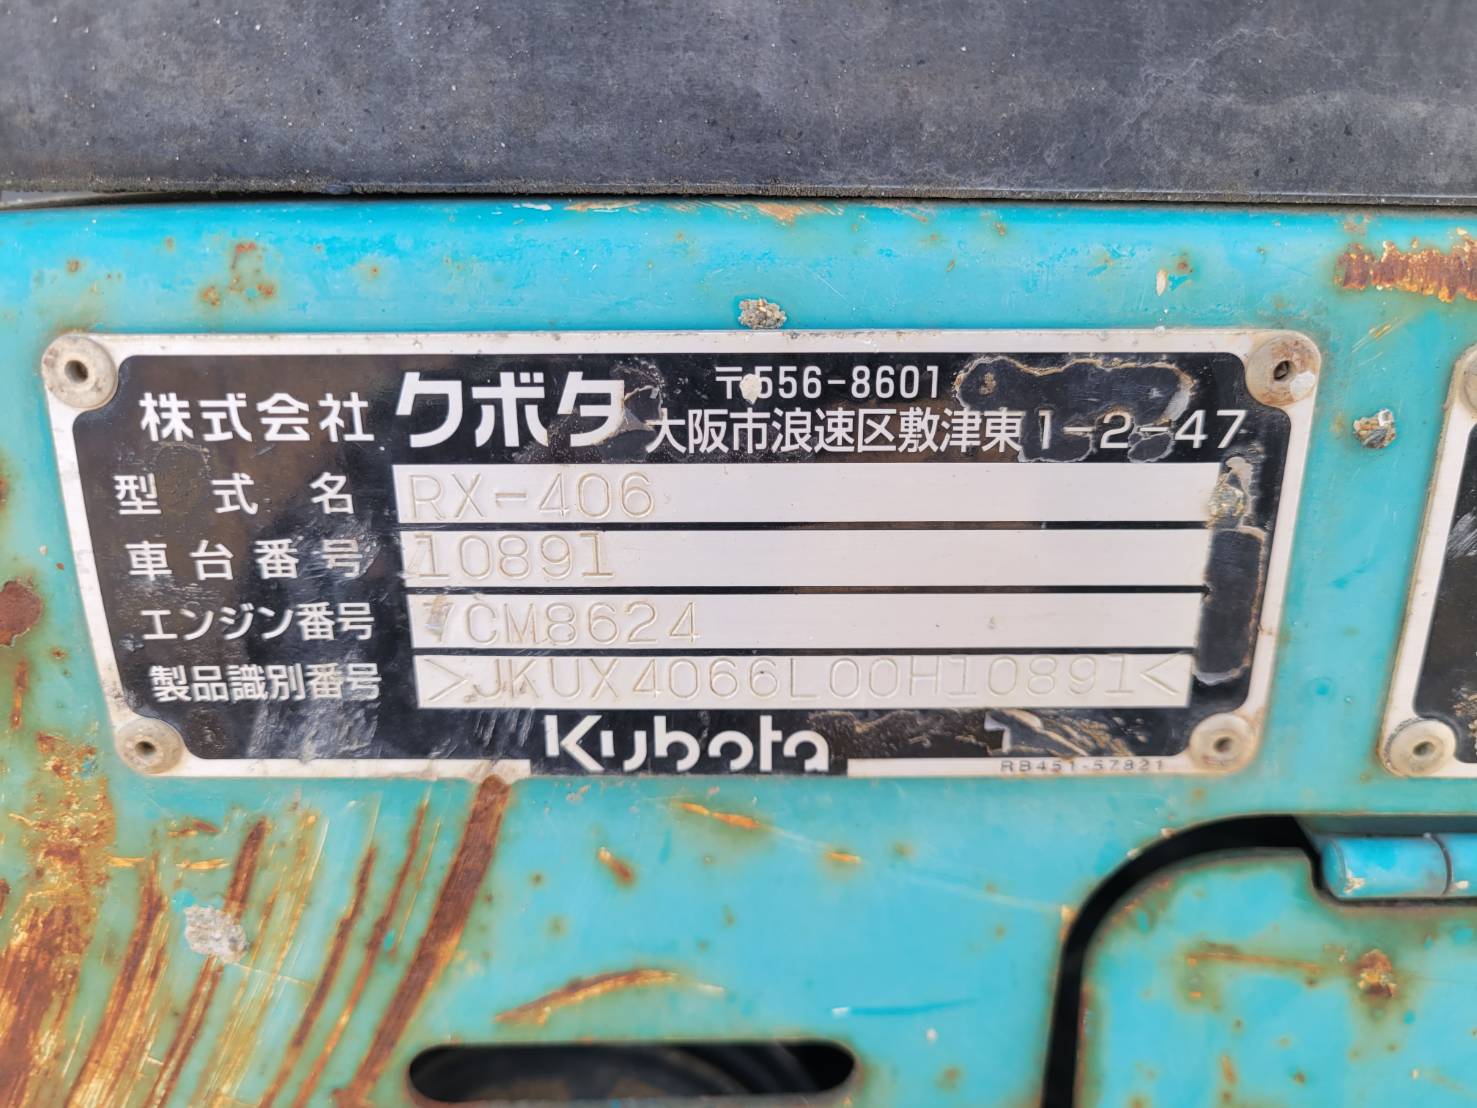 株式会社 クボタ 〒556-8601
大阪市浪速区敷津東1-2-47
型式名 RX-406
車台番号 10891
エンジン番号 7CM8624
製品識別番号 >JKUX4066L00H10891<
Kubota
RB451-57821